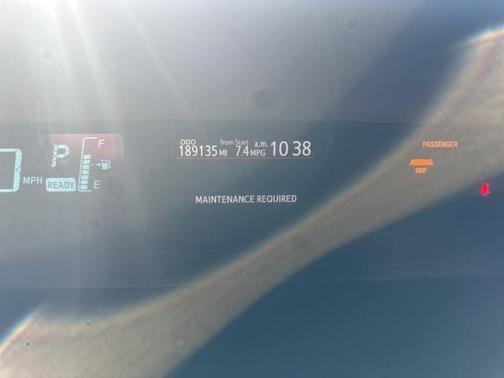 ODO
189135 MI
from Start
7.4 MPG
a.m. 10 38
P
F
E
MPH
READY
PASSENGER
AIRBAG
OFF
MAINTENANCE REQUIRED